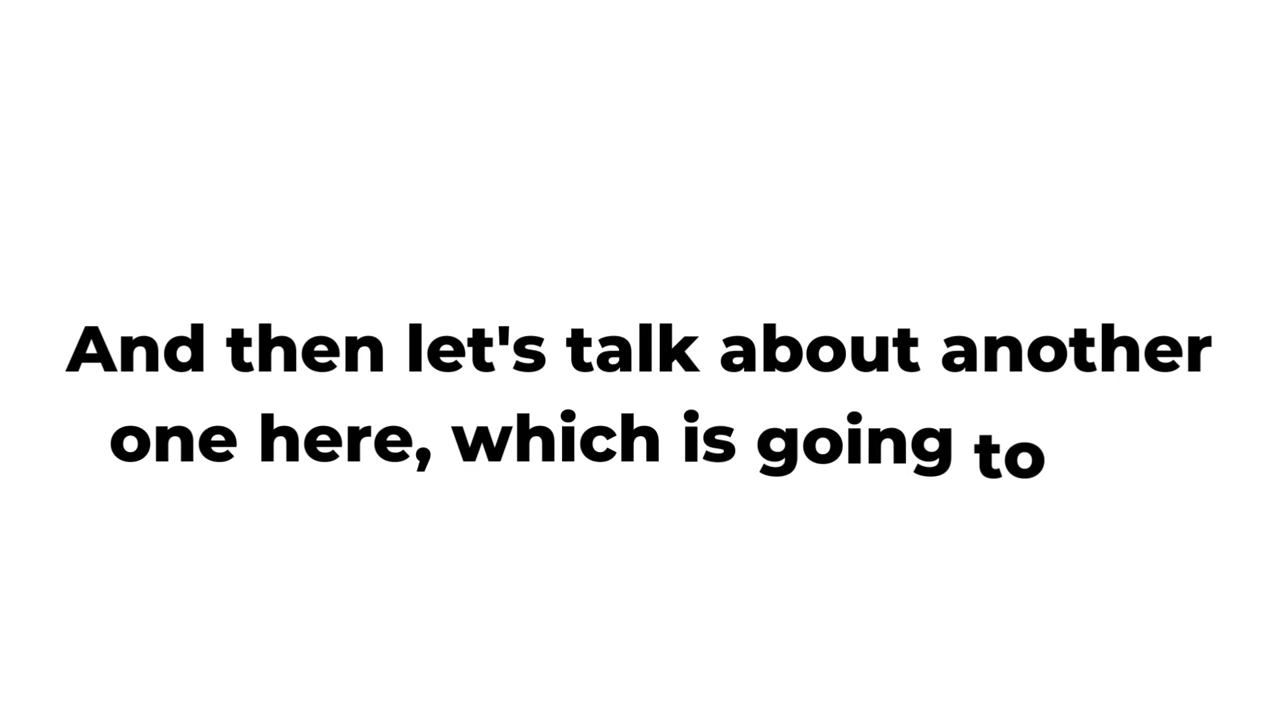 And then let's talk about another
one here, which is going to